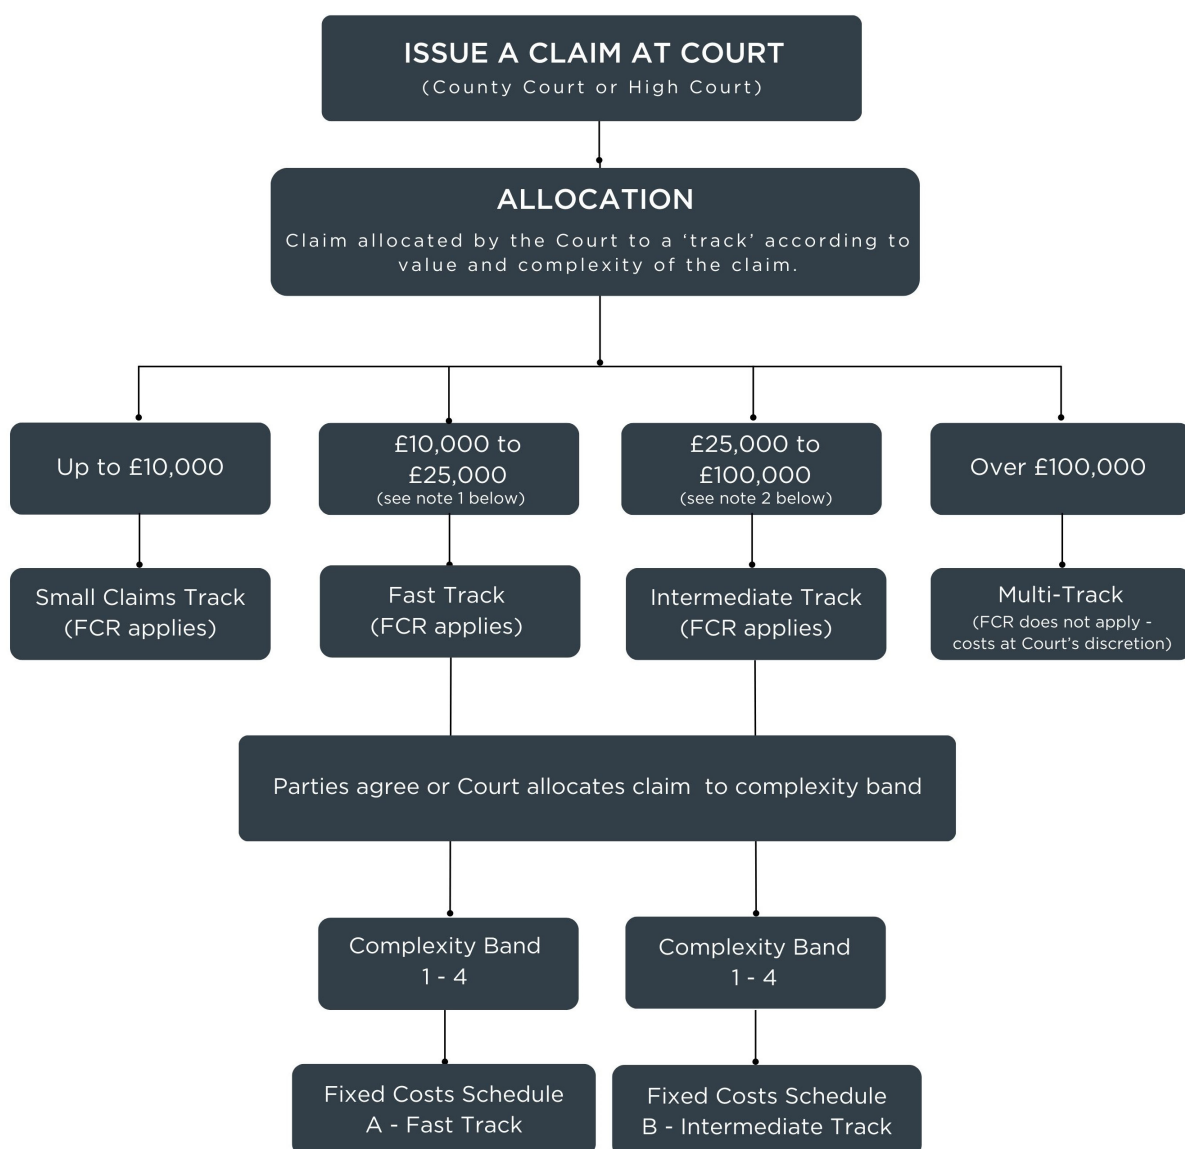 ISSUE A CLAIM AT COURT
(County Court or High Court)
ALLOCATION
Claim allocated by the Court to a ‘track’ according to
value and complexity of the claim.
Up to £10,000
£10,000 to
£25,000
(see note 1 below)
£25,000 to
£100,000
(see note 2 below)
Over £100,000
Small Claims Track
(FCR applies)
Fast Track
(FCR applies)
Intermediate Track
(FCR applies)
Multi-Track
(FCR does not apply -
costs at Court’s discretion)
Parties agree or Court allocates claim to complexity band
Complexity Band
1 - 4
Complexity Band
1 - 4
Fixed Costs Schedule
A - Fast Track
Fixed Costs Schedule
B - Intermediate Track